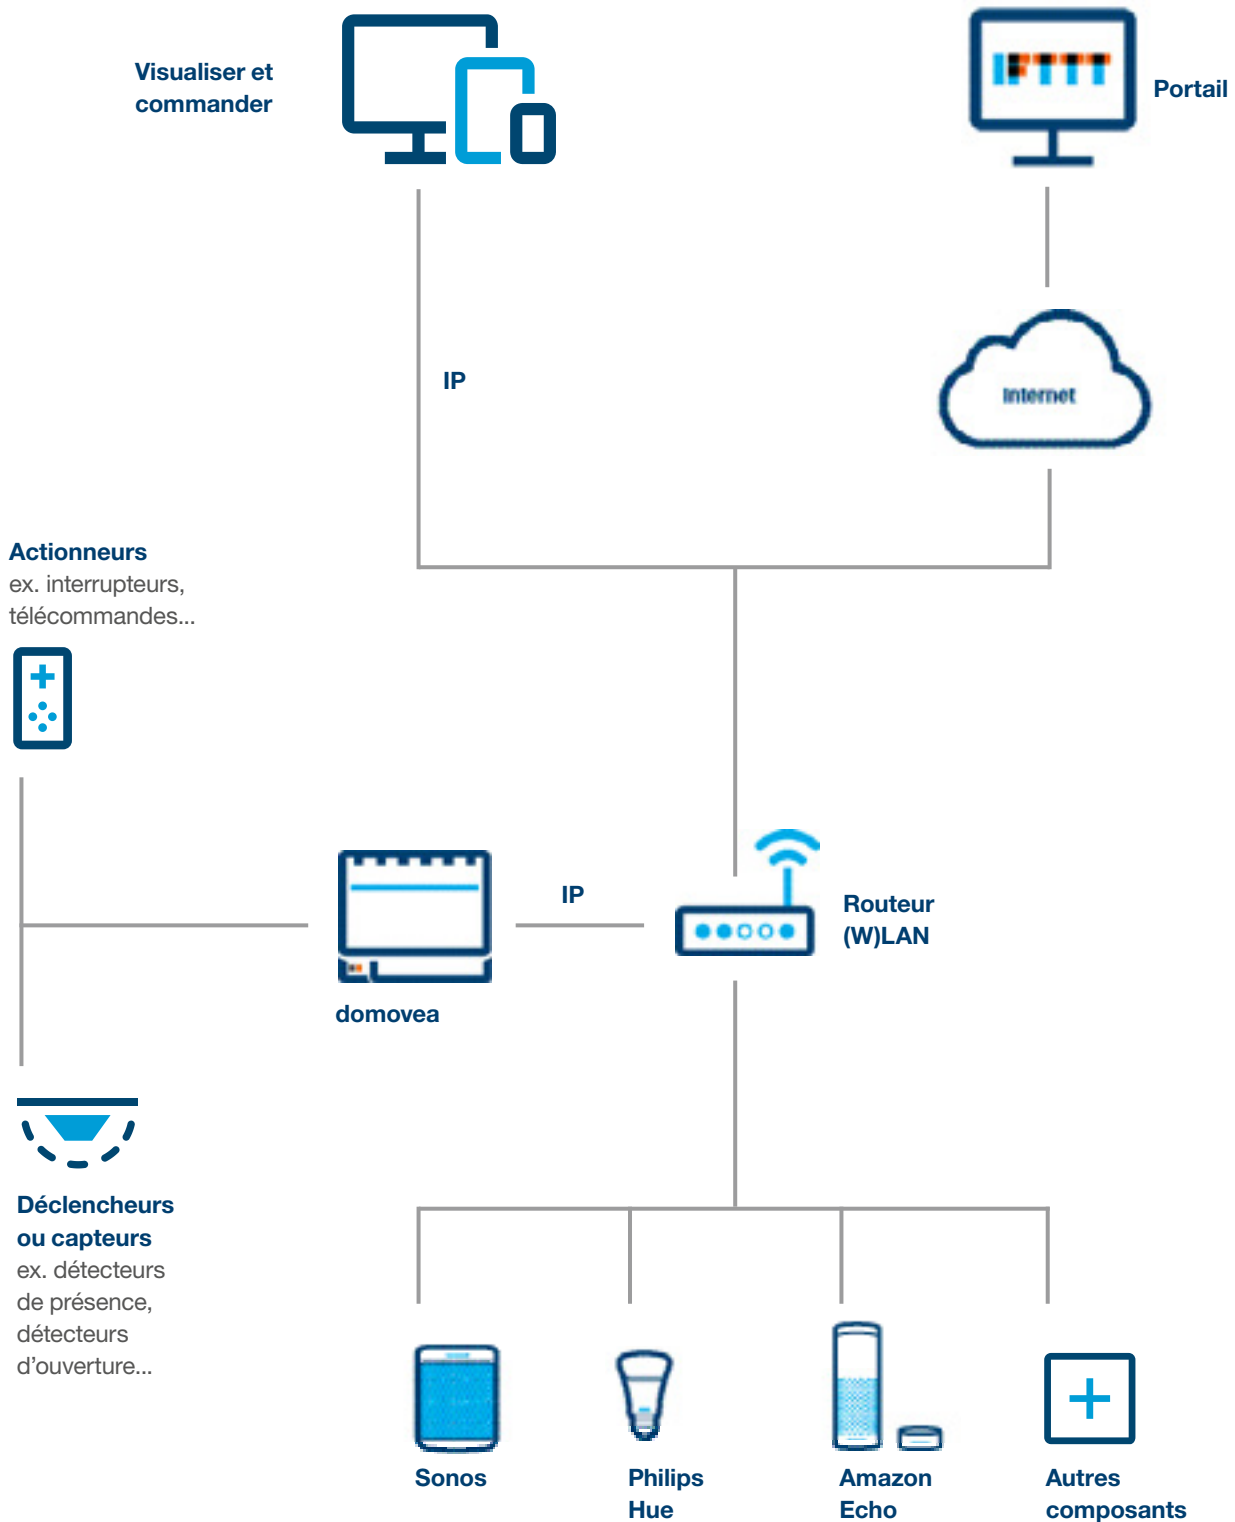 Visualiser et
commander
IFTTT
Portail
IP
Internet
Actionneurs
ex. interrupteurs,
télécommandes...
IP
Routeur
(W)LAN
domovea
Déclencheurs
ou capteurs
ex. détecteurs
de présence,
détecteurs
d’ouverture...
Sonos
Philips
Hue
Amazon
Echo
Autres
composants